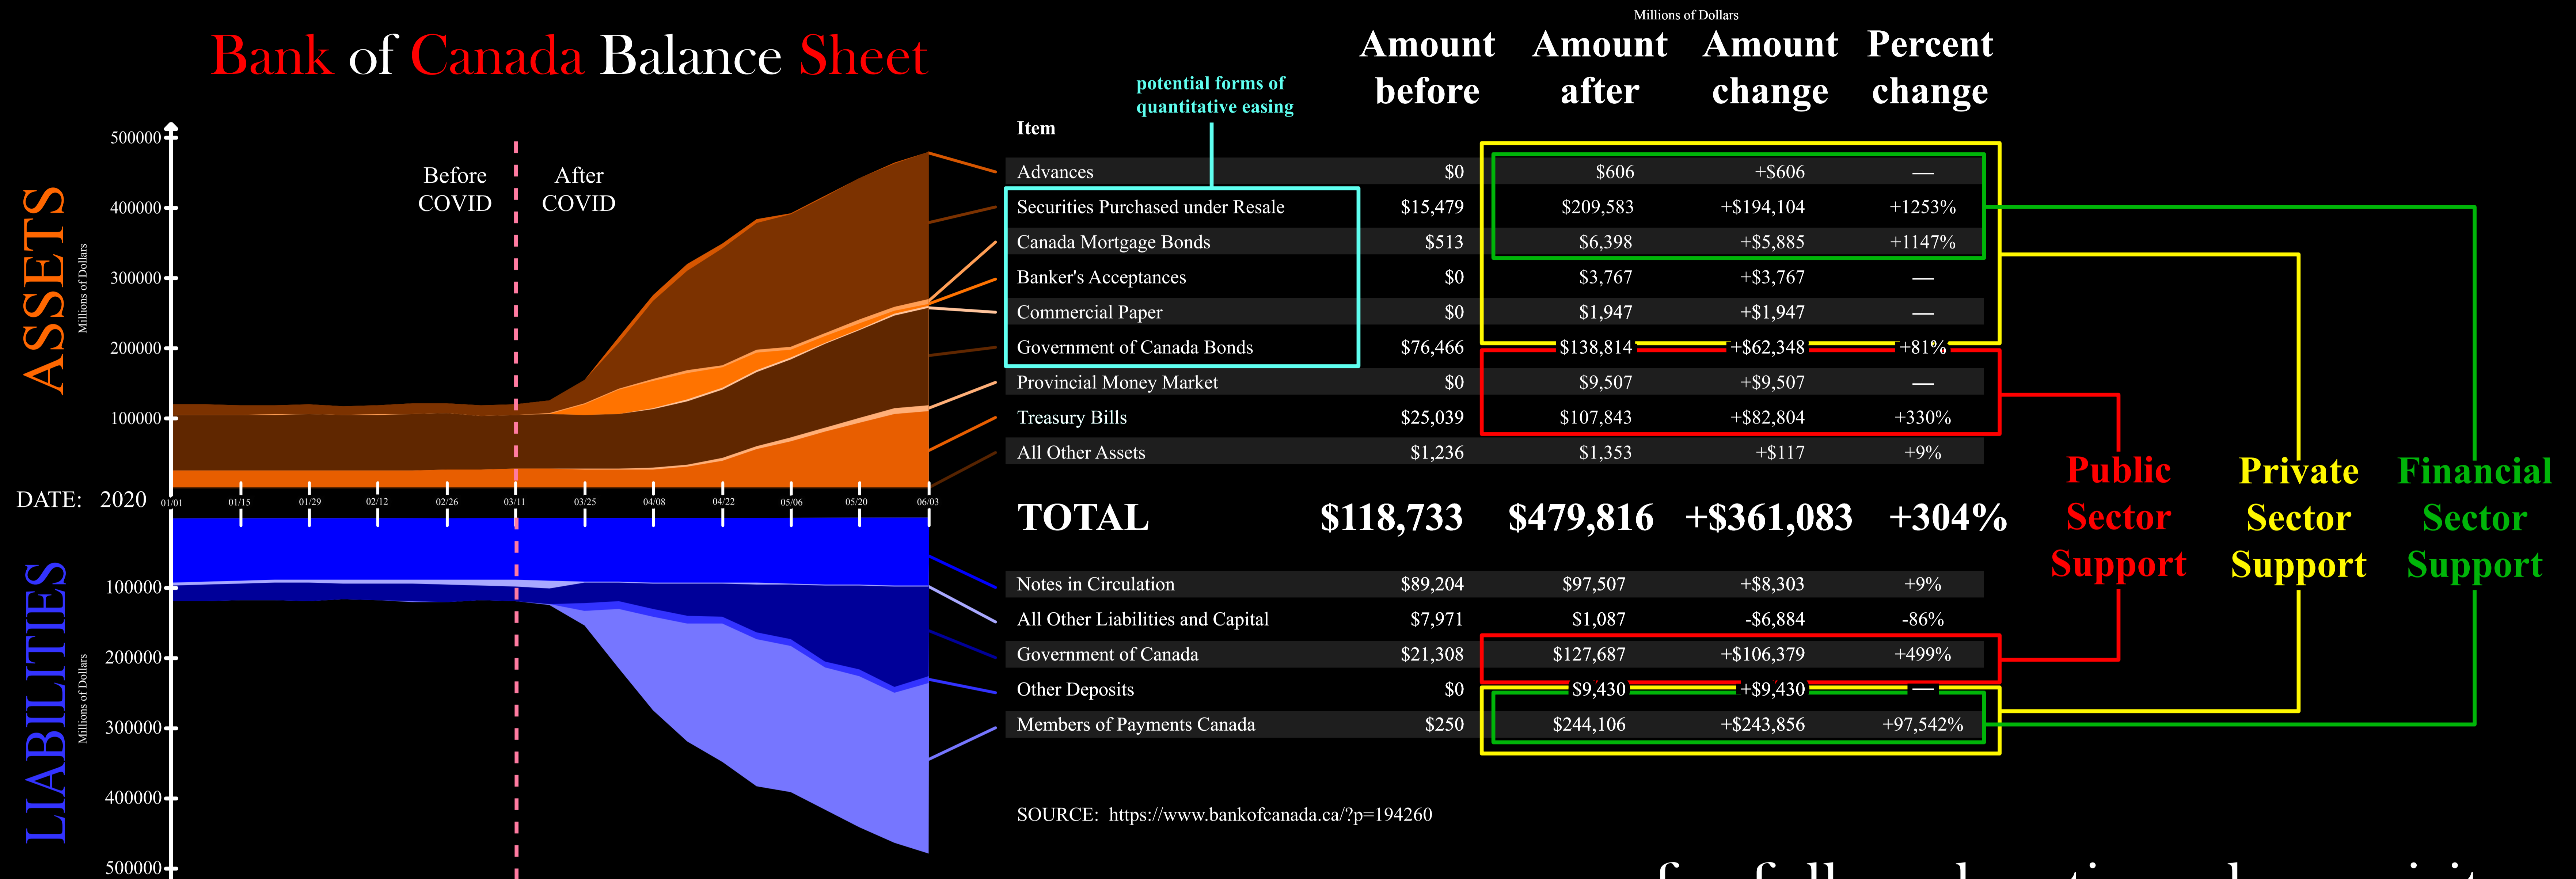 Bank of Canada Balance Sheet
Millions of Dollars
Amount before
Amount after
Amount change
Percent change
potential forms of
quantitative easing
Item
ASSETS
Millions of Dollars
500000
400000
300000
200000
100000
Before
COVID
After
COVID
Advances $0 $606 +$606 —
Securities Purchased under Resale $15,479 $209,583 +$194,104 +1253%
Canada Mortgage Bonds $513 $6,398 +$5,885 +1147%
Banker's Acceptances $0 $3,767 +$3,767 —
Commercial Paper $0 $1,947 +$1,947 —
Government of Canada Bonds $76,466 $138,814 +$62,348 +81%
Provincial Money Market $0 $9,507 +$9,507 —
Treasury Bills $25,039 $107,843 +$82,804 +330%
All Other Assets $1,236 $1,353 +$117 +9%
DATE: 2020
01/01 01/15 01/29 02/12 02/26 03/11 03/25 04/08 04/22 05/06 05/20 06/03
TOTAL $118,733 $479,816 +$361,083 +304%
LIABILITIES
Millions of Dollars
100000
200000
300000
400000
500000
Notes in Circulation $89,204 $97,507 +$8,303 +9%
All Other Liabilities and Capital $7,971 $1,087 -$6,884 -86%
Government of Canada $21,308 $127,687 +$106,379 +499%
Other Deposits $0 $9,430 +$9,430 —
Members of Payments Canada $250 $244,106 +$243,856 +97,542%
Public
Sector
Support
Private
Sector
Support
Financial
Sector
Support
SOURCE: https://www.bankofcanada.ca/?p=194260